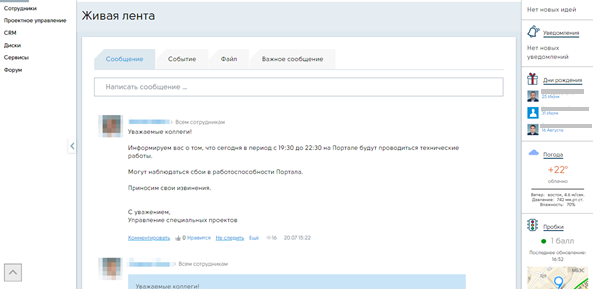 Сотрудники
Проектное управление
CRM
Диски
Сервисы
Форум
Живая лента
Сообщение
Событие
Файл
Важное сообщение
Написать сообщение ...
Всем сотрудникам
Уважаемые коллеги!
Информируем вас о том, что сегодня в период с 19:30 до 22:30 на Портале будут проводиться технические
работы.
Могут наблюдаться сбои в работоспособности Портала.
Приносим свои извинения.
С уважением,
Управление специальных проектов
Комментировать 0 Нравится Не следить Ещё 16 20.07 15:22
Всем сотрудникам
Уважаемые коллеги!
Нет новых идей
Уведомления
Нет новых
уведомлений
Дни рождения
25 Июля
31 Июля
14 Августа
Погода
+22°
облачно
Ветер: восток, 4.6 м/сек.
Давление: 742 мм.рт.ст.
Влажность: 70%
Пробки
1 балл
Последнее обновление:
16:52